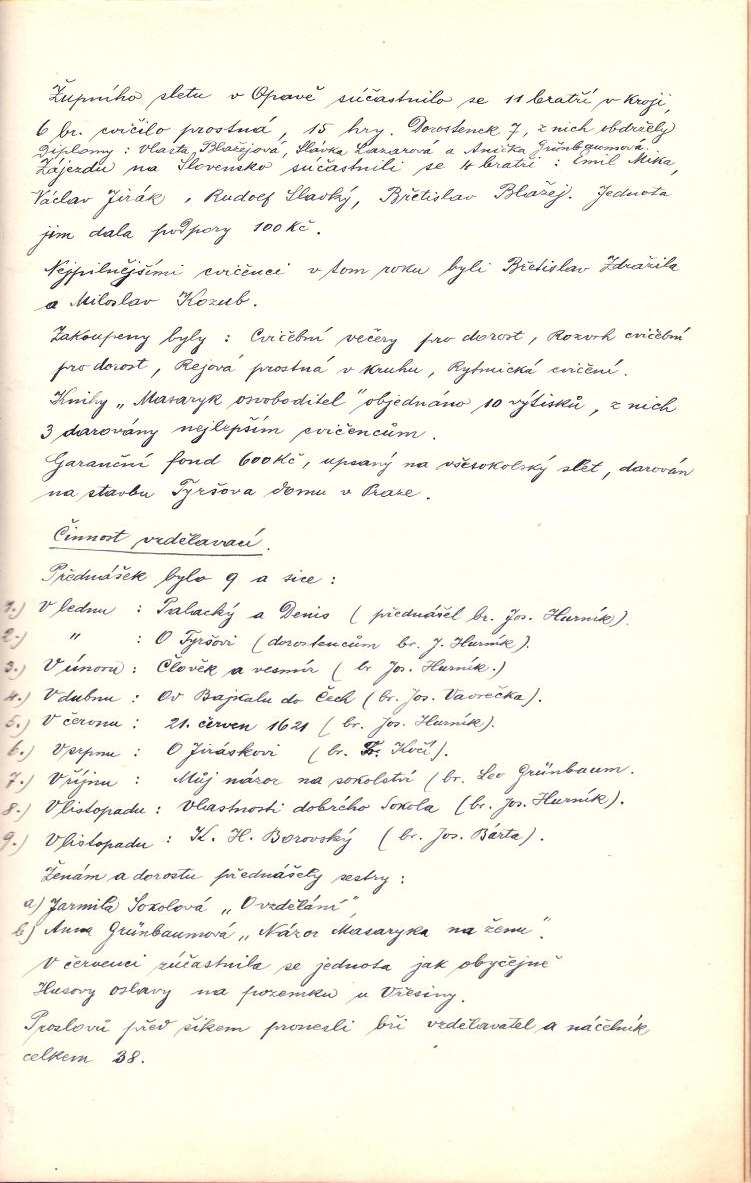 Župního sletu v Opavě súčastnilo se 11 bratří v kroji,
6 br. cvičilo prostná, 15 hry. Dorostenek 7, z nich obdržely
Diplomy: Vlasta Blažejová, Slávka Lazarová a Anička Grünbaumová.
Zájezdu na Slovensko súčastnili se 4 bratři: Emil Mika,
Václav Jirák, Rudolf Slavký, Břetislav Blažej. Jednota
jim dala podpory 100 Kč.
Nejpilnějšími cvičenci v tom roku byli Břetislav Zdražila
a Miloslav Kozub.
Zakoupeny byly: Cvičební večery pro dorost, Rozvrh cvičební
pro dorost, Rejová prostná v kruhu, Rytmická cvičení.
Knihy „Masaryk osvoboditel" objednáno 10 výtisků, z nich
3 darovány nejlepším cvičencům.
Garanční fond 600 Kč, upsaný na všesokolský slet, darován
na stavbu Tyršova domu v Praze.
Činnost vzdělavací.
Přednášek bylo 9 a sice:
1.) V lednu: Palacký a Denis (přednášel br. Jos. Hurník).
2.) " : O Tyršovi (dorostencům br. J. Hurník).
3.) V únoru: Člověk a vesmír (br Jos. Hurník.)
4.) V dubnu: Od Bajkalu do Čech (br. Jos. Vavrečka).
5.) V červnu: 21. červen 1621 (br. Jos. Hurník).
6.) V srpnu: O Jiráskovi (br. Fr. Kočí).
7.) V říjnu: Můj názor na sokolství (br. Leo Grünbaum.
8.) V listopadu: Vlastnosti dobrého Sokola (br. Jos. Hurník).
9.) V listopadu: K. H. Borovský (br. Jos. Bárta).
Ženám a dorostu přednášely sestry:
a) Jarmila Sokolová „O vzdělání"
b) Anna Grünbaumová „Názor Masaryka na ženu".
V červenci zúčastnila se jednota jak obyčejně
Husovy oslavy na pozemku u Vřesiny.
Proslovů před šikem pronesli bři vzdělavatel a náčelník
celkem 38.